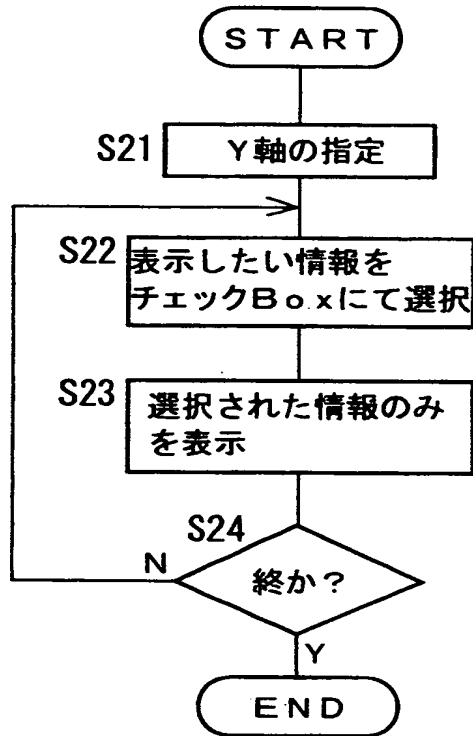 START
S21
Y軸の指定
S22
表示したい情報を
チェックBoxにて選択
S23
選択された情報のみ
を表示
S24
N
終か？
Y
END